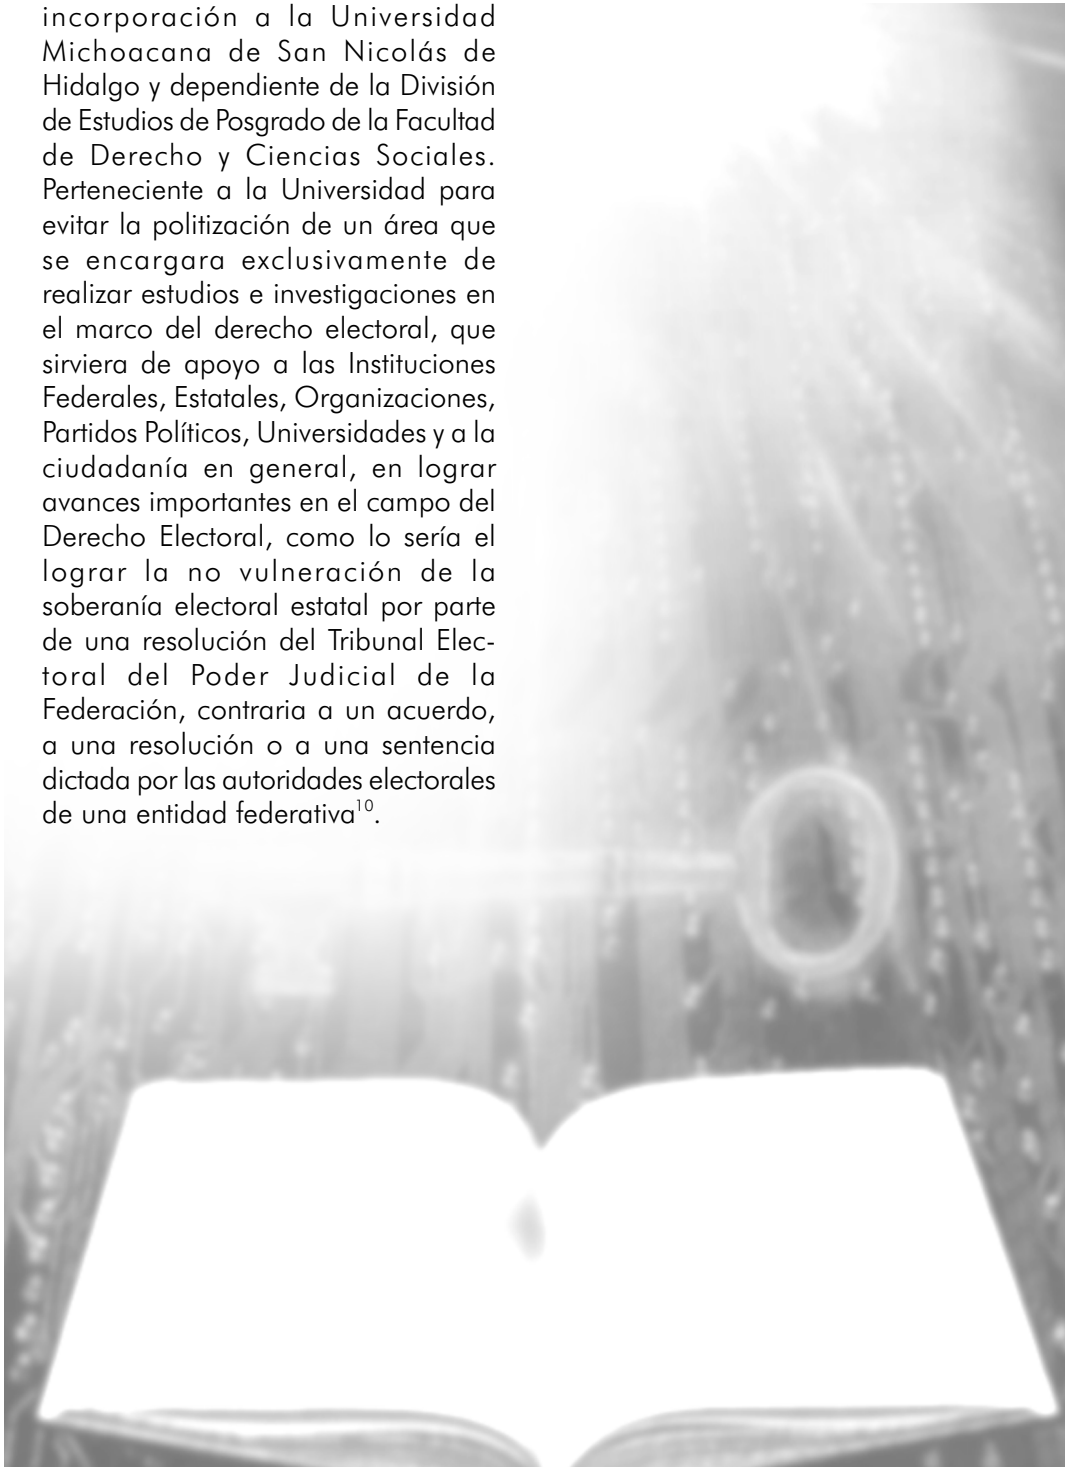 incorporación a la Universidad
Michoacana de San Nicolás de
Hidalgo y dependiente de la División
de Estudios de Posgrado de la Facultad
de Derecho y Ciencias Sociales.
Perteneciente a la Universidad para
evitar la politización de un área que
se encargara exclusivamente de
realizar estudios e investigaciones en
el marco del derecho electoral, que
sirviera de apoyo a las Instituciones
Federales, Estatales, Organizaciones,
Partidos Políticos, Universidades y a la
ciudadanía en general, en lograr
avances importantes en el campo del
Derecho Electoral, como lo sería el
lograr la no vulneración de la
soberanía electoral estatal por parte
de una resolución del Tribunal Elec-
toral del Poder Judicial de la
Federación, contraria a un acuerdo,
a una resolución o a una sentencia
dictada por las autoridades electorales
de una entidad federativa¹⁰.